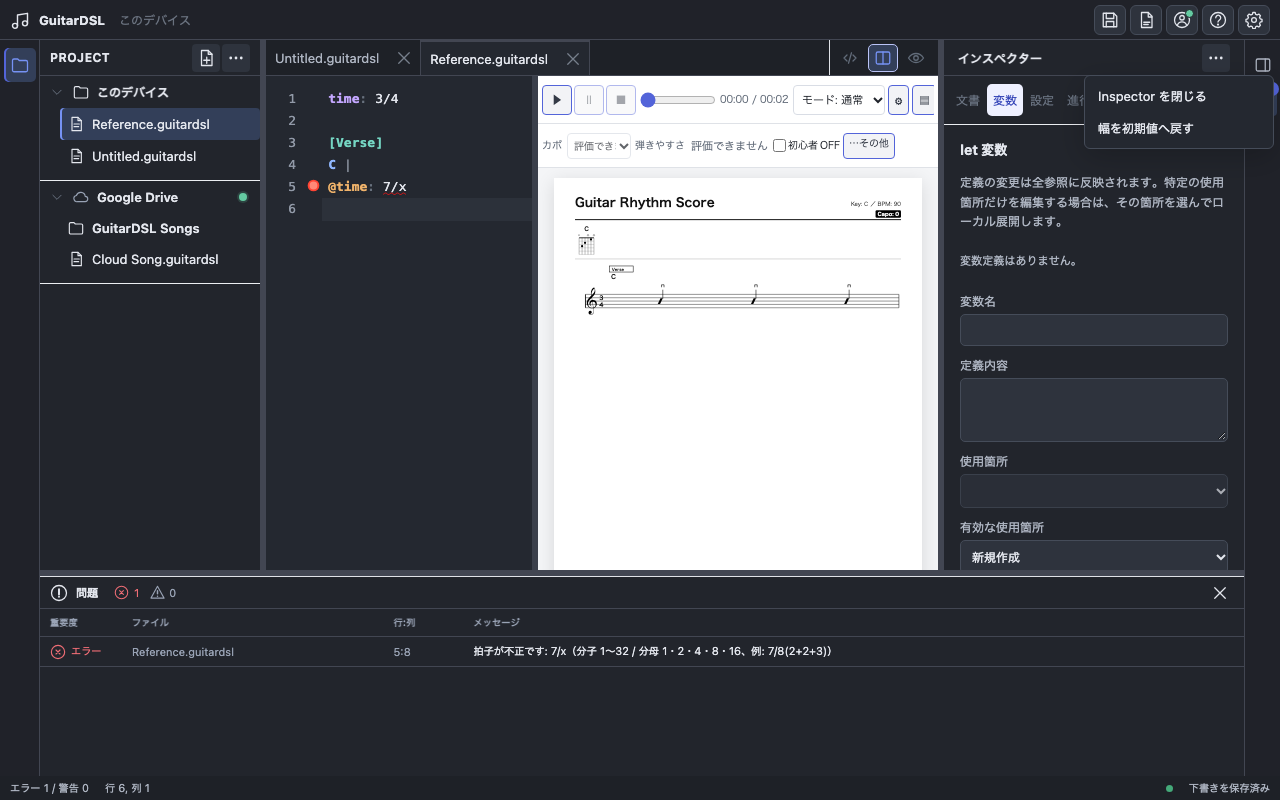 GuitarDSL このデバイス
PROJECT
このデバイス
Reference.guitardsl
Untitled.guitardsl
Google Drive
GuitarDSL Songs
Cloud Song.guitardsl
Untitled.guitardsl Reference.guitardsl
1 time: 3/4
2
3 [Verse]
4 C |
5 @time: 7/x
6
00:00 / 00:02 モード: 通常
カポ 評価でき: 弾きやすさ 評価できません 初心者 OFF …その他
Guitar Rhythm Score
Key: C / BPM: 90
Capo: 0
C
Verse
C
3
4
インスペクター
文書 変数 設定 進行
Inspector を閉じる
幅を初期値へ戻す
let 変数
定義の変更は全参照に反映されます。特定の使用
箇所だけを編集する場合は、その箇所を選んでロ
ーカル展開します。
変数定義はありません。
変数名
定義内容
使用箇所
有効な使用箇所
新規作成
問題 1 0
重要度 ファイル 行:列 メッセージ
エラー Reference.guitardsl 5:8 拍子が不正です: 7/x（分子 1〜32 / 分母 1・2・4・8・16、例: 7/8(2+2+3)）
エラー 1 / 警告 0 行 6, 列 1 下書きを保存済み